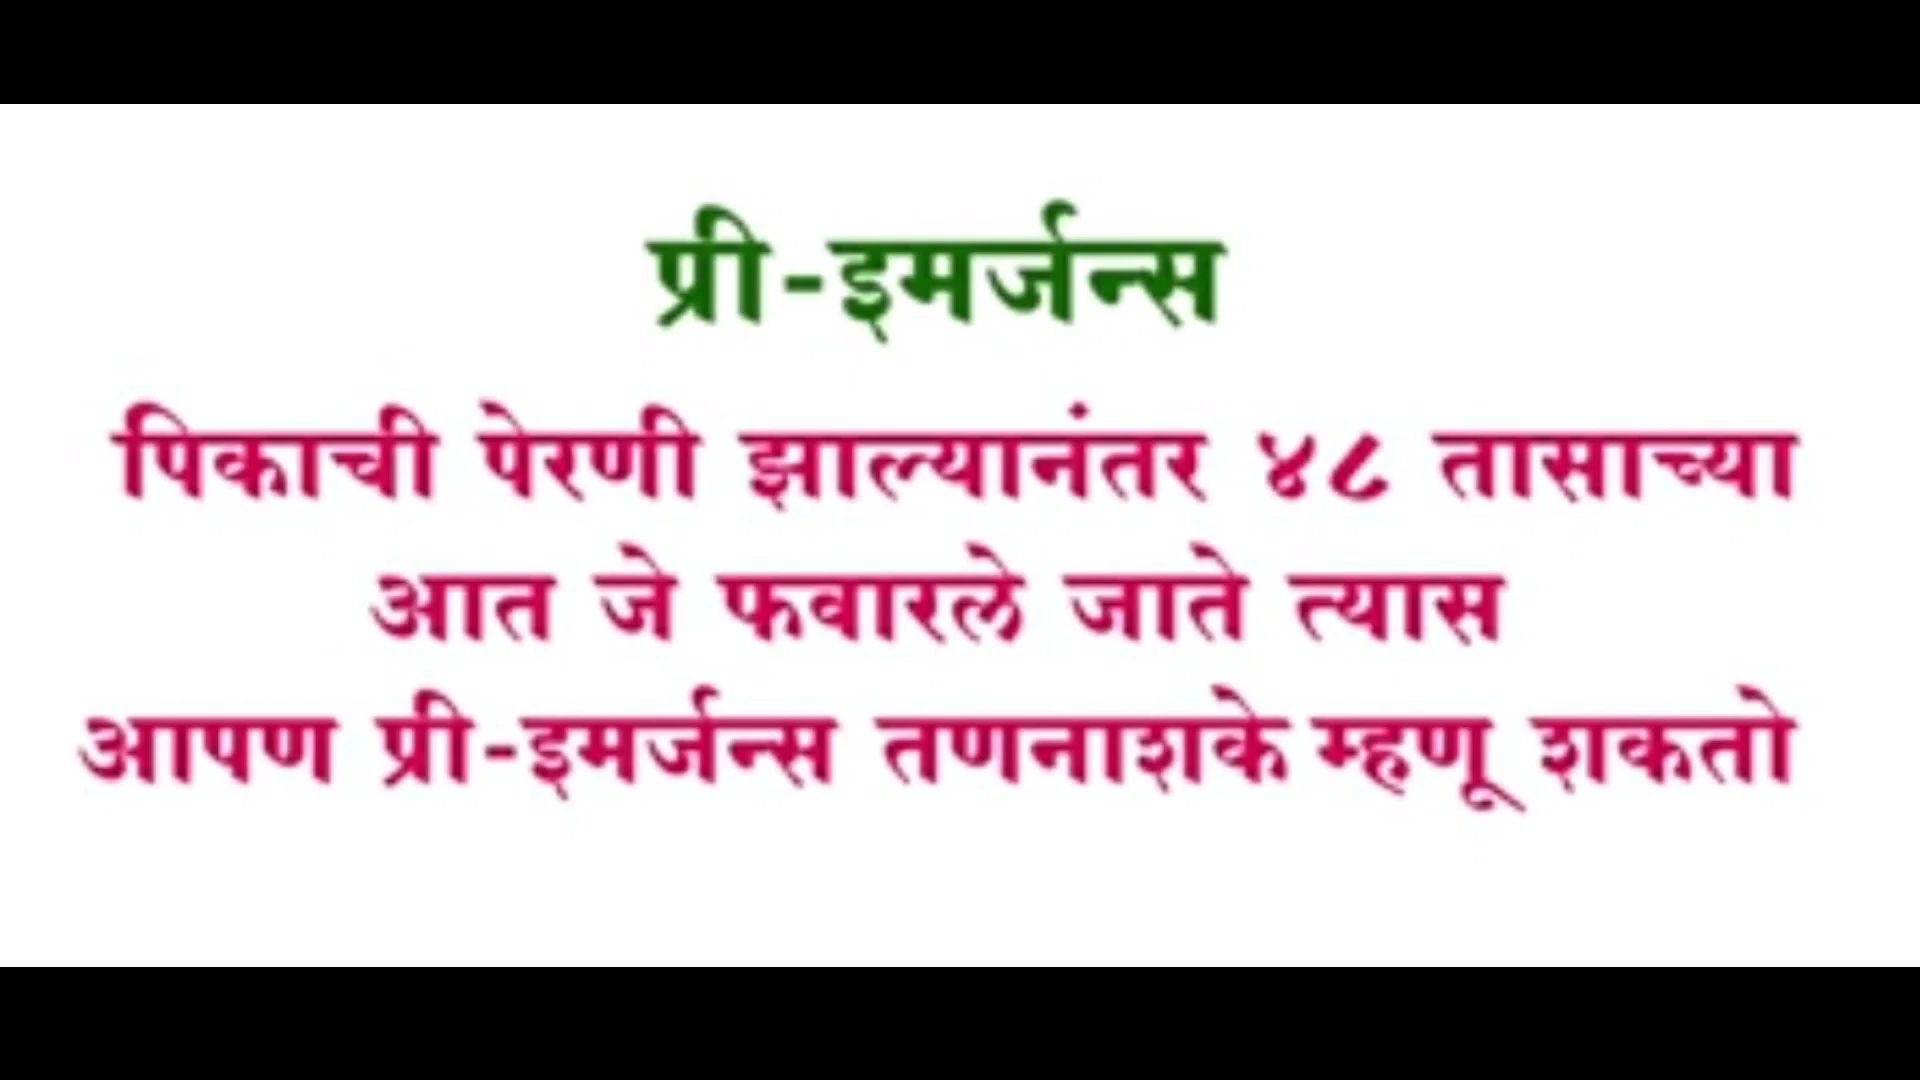 प्री-इमर्जन्स
पिकाची पेरणी झाल्यानंतर ४८ तासाच्या
आत जे फवारले जाते त्यास
आपण प्री-इमर्जन्स तणनाशके म्हणू शकतो